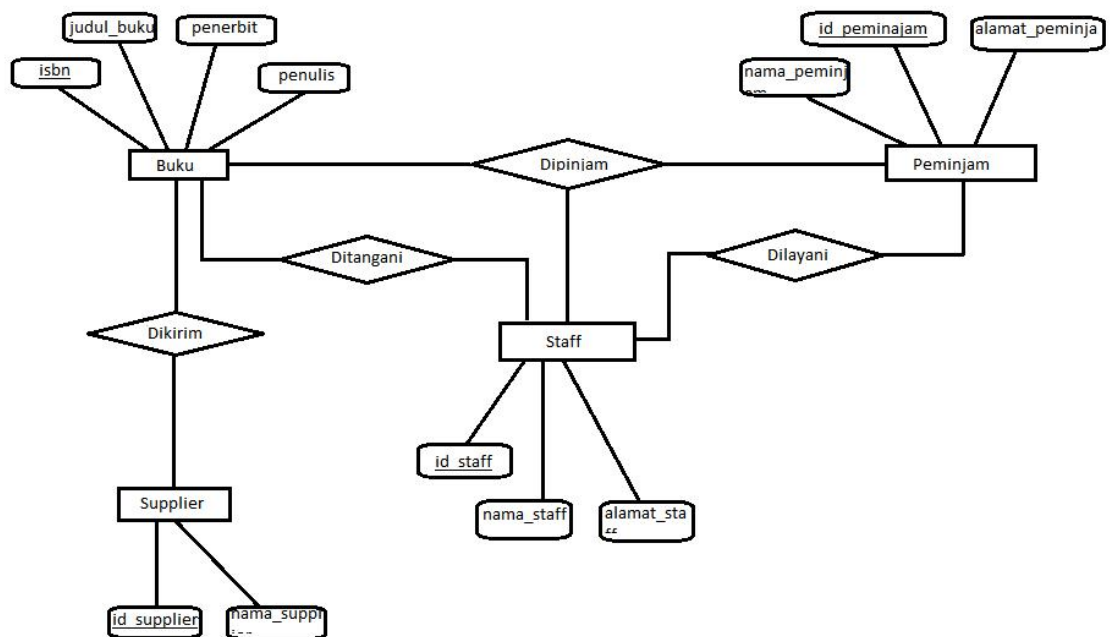 judul_buku
penerbit
isbn
penulis
id_peminajam
alamat_peminja
nama_peminj
Buku
Dipinjam
Peminjam
Ditangani
Dilayani
Dikirim
Staff
id_staff
nama_staff
alamat_sta
ff
Supplier
id_supplier
nama_suppl